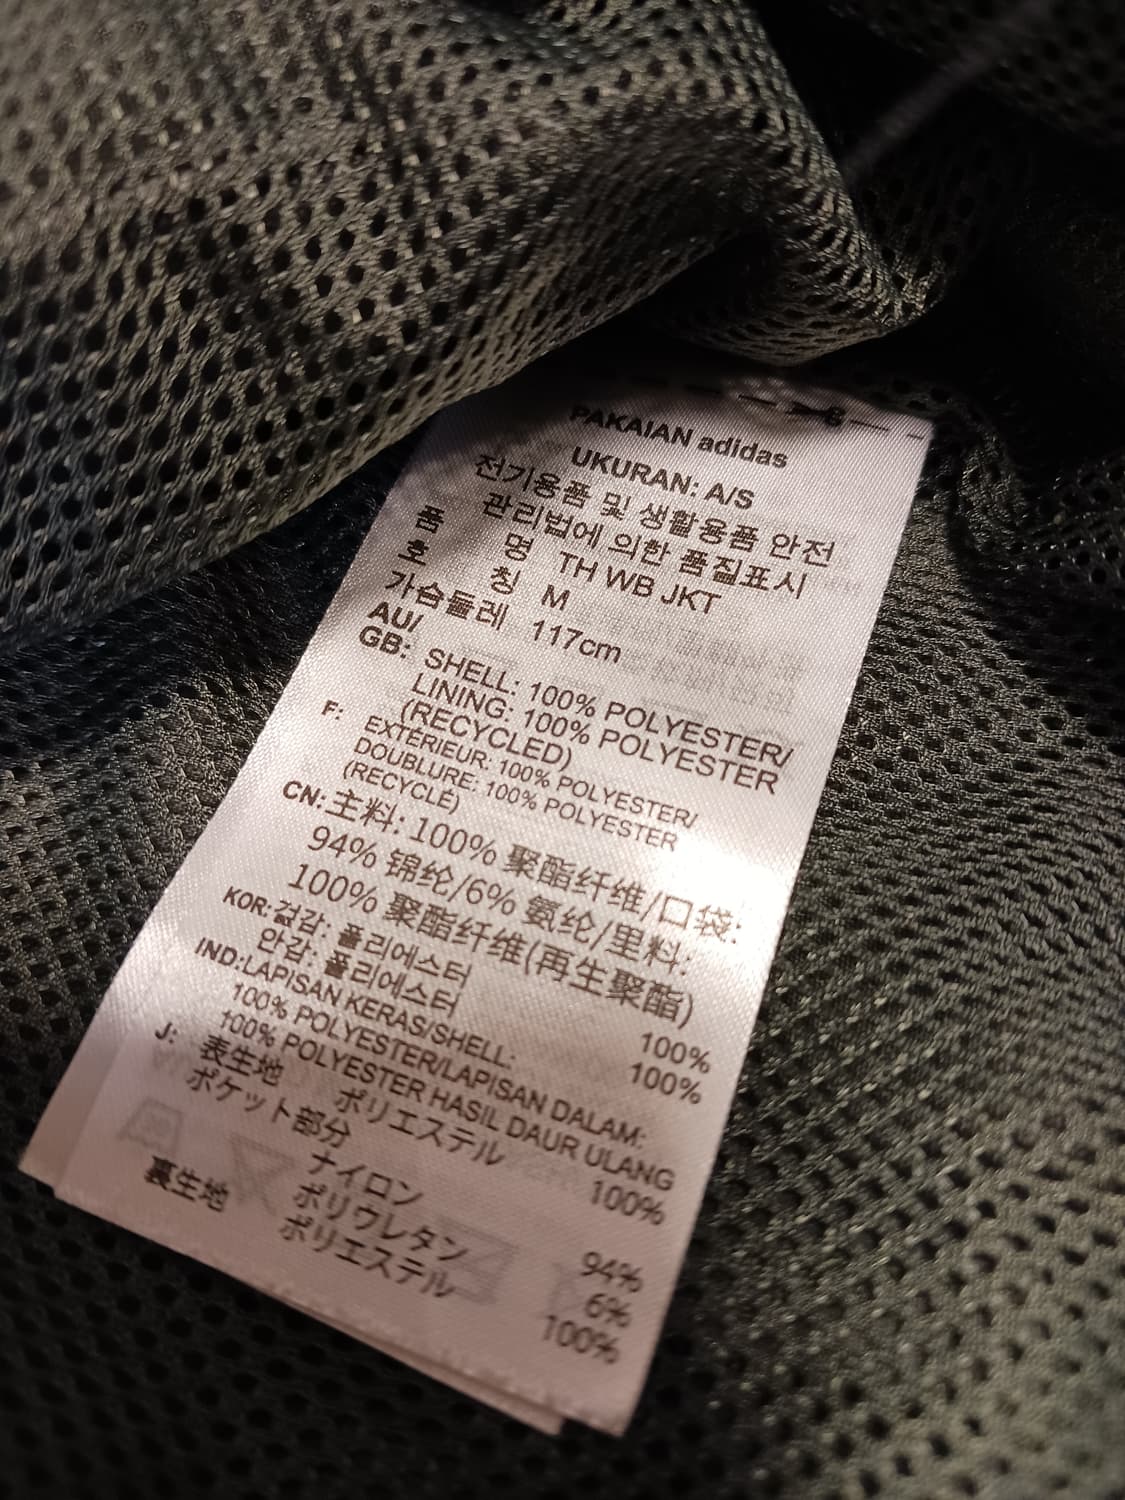 PAKAIAN adidas
UKURAN: A/S
전기용품 및 생활용품 안전
관리법에 의한 품질표시
품 명 TH WB JKT
호 칭 M
가슴둘레 117cm
AU/
GB: SHELL: 100% POLYESTER/
LINING: 100% POLYESTER
(RECYCLED)
F: EXTÉRIEUR: 100% POLYESTER/
DOUBLURE: 100% POLYESTER
(RECYCLÉ)
CN: 主料: 100% 聚酯纤维/口袋:
94% 锦纶/6% 氨纶/里料:
100% 聚酯纤维(再生聚酯)
KOR: 겉감: 폴리에스터 100%
안감: 폴리에스터 100%
IND: LAPISAN KERAS/SHELL:
100% POLYESTER/LAPISAN DALAM:
100% POLYESTER HASIL DAUR ULANG
J: 表生地 ポリエステル 100%
ポケット部分
ナイロン 94%
ポリウレタン 6%
裏生地 ポリエステル 100%